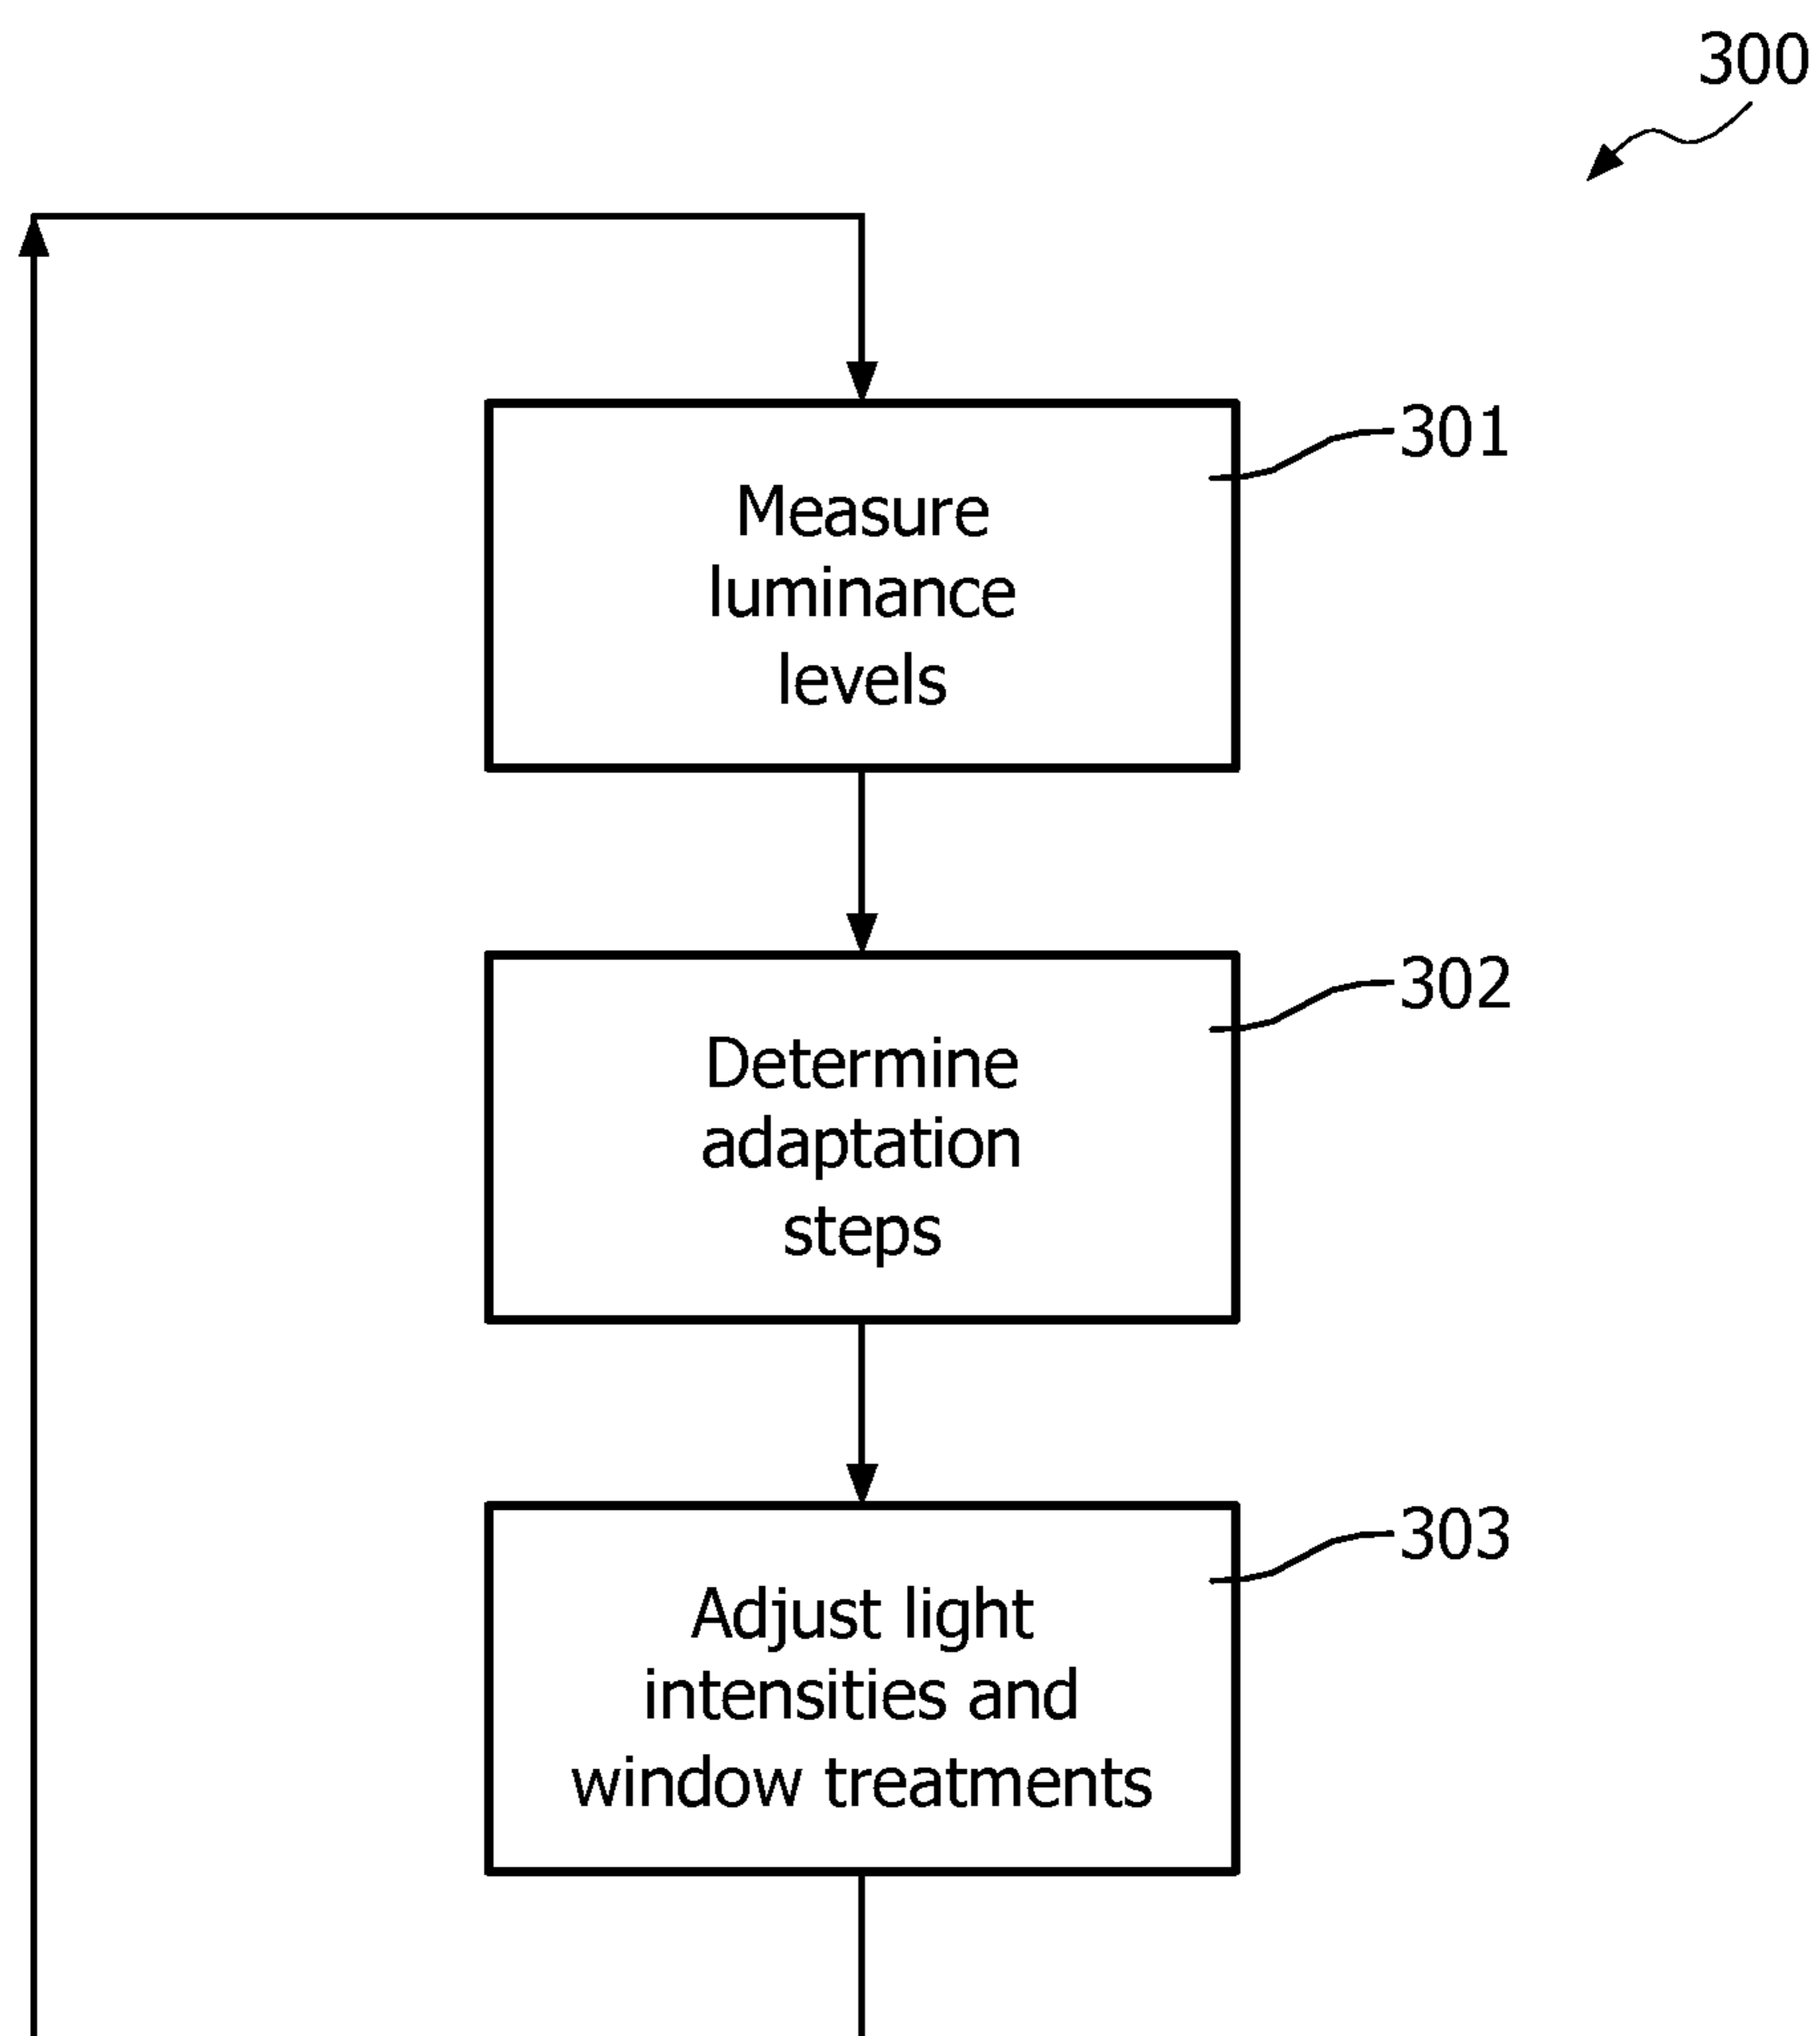 300
301
Measure
luminance
levels
302
Determine
adaptation
steps
303
Adjust light
intensities and
window treatments